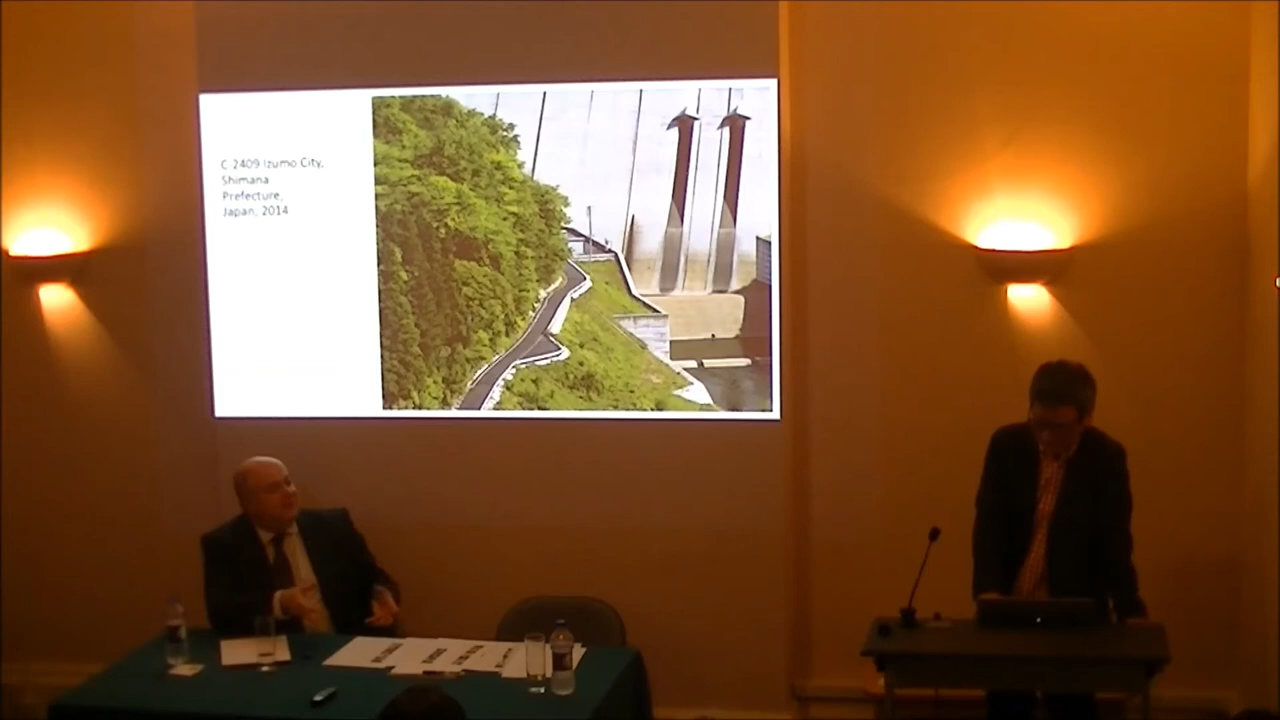 C 2409 Izumo City,
Shimana
Prefecture,
Japan, 2014